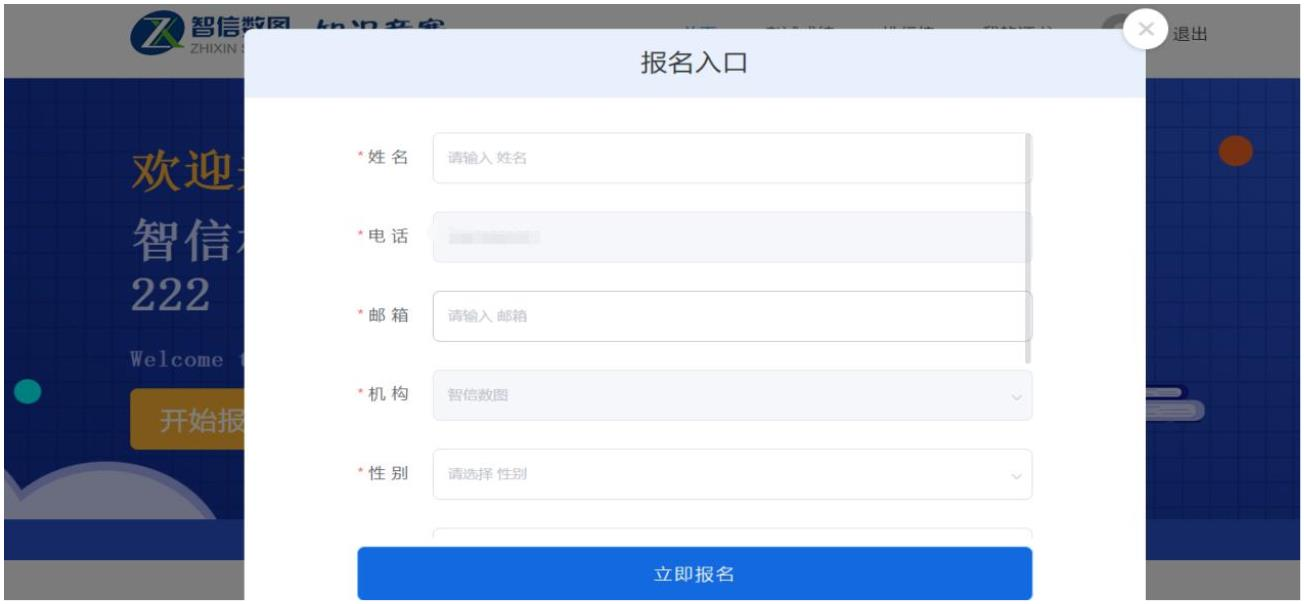 智信数图
ZHIXIN
退出
报名入口
欢迎
智信
222
Welcome
开始报
* 姓 名
请输入 姓名
* 电 话
* 邮 箱
请输入 邮箱
* 机 构
智信数图
* 性 别
请选择 性别
立即报名